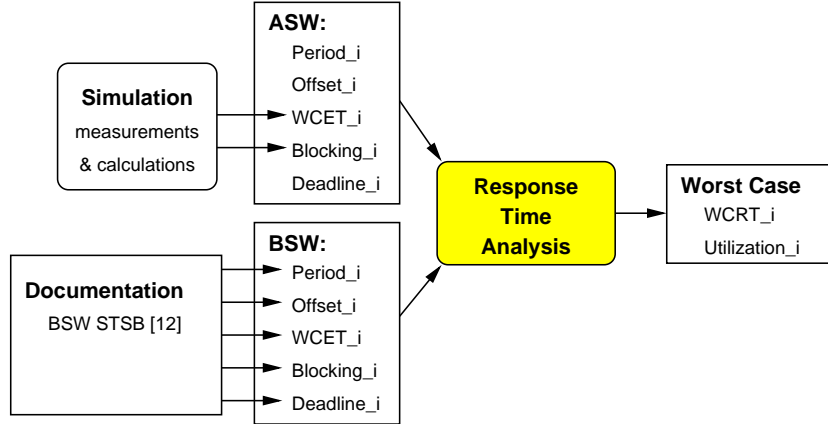 ASW:
Period_i
Offset_i
WCET_i
Blocking_i
Deadline_i
Simulation
measurements
& calculations
Response
Time
Analysis
Worst Case
WCRT_i
Utilization_i
BSW:
Period_i
Offset_i
WCET_i
Blocking_i
Deadline_i
Documentation
BSW STSB [12]